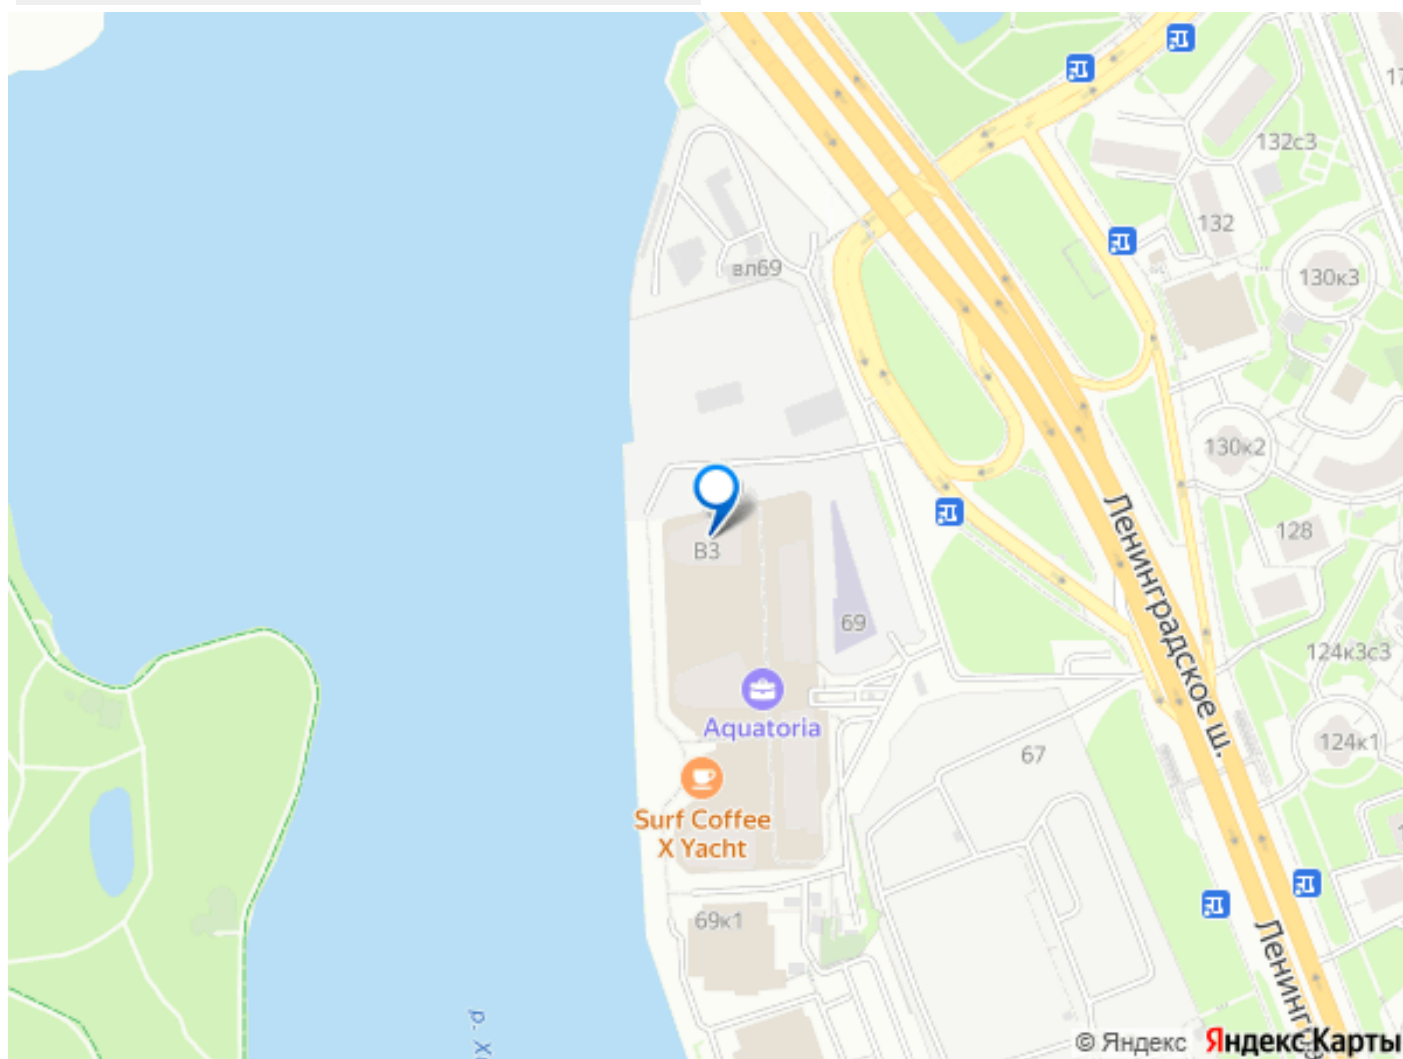 132с3
132
вл69
130к3
130к2
Ленинградское ш.
128
В3
69
124к3с3
Aquatoria
124к1
67
Surf Coffee
X Yacht
69к1
р. Х
Ленингр
© Яндекс
Яндекс Карты